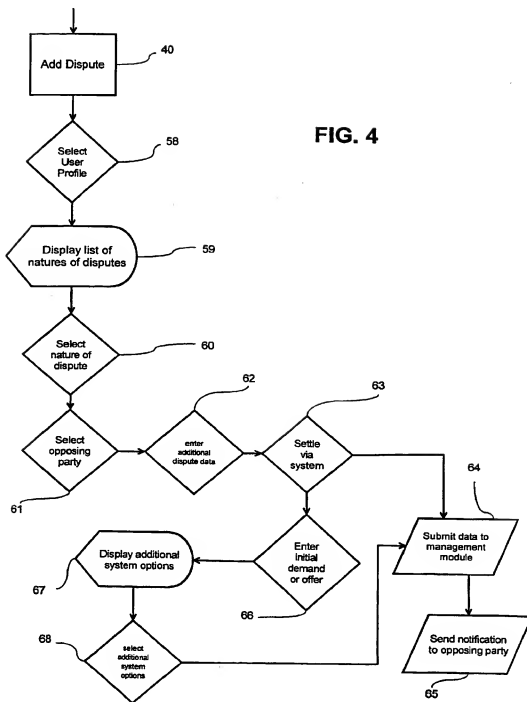 40
Add Dispute
FIG. 4
58
Select
User
Profile
59
Display list of
natures of disputes
60
Select
nature of
dispute
61
Select
opposing
party
62
enter
additional
dispute data
63
Settle
via
system
64
Submit data to
management
module
65
Send notification
to opposing party
66
Enter
initial
demand
or offer
67
Display additional
system options
68
select
additional
system
options